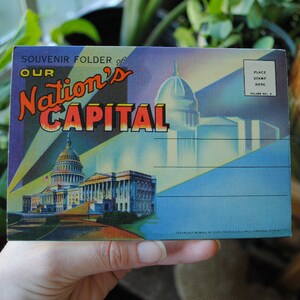 SOUVENIR FOLDER of
OUR
Nation's
CAPITAL
PLACE
STAMP
HERE